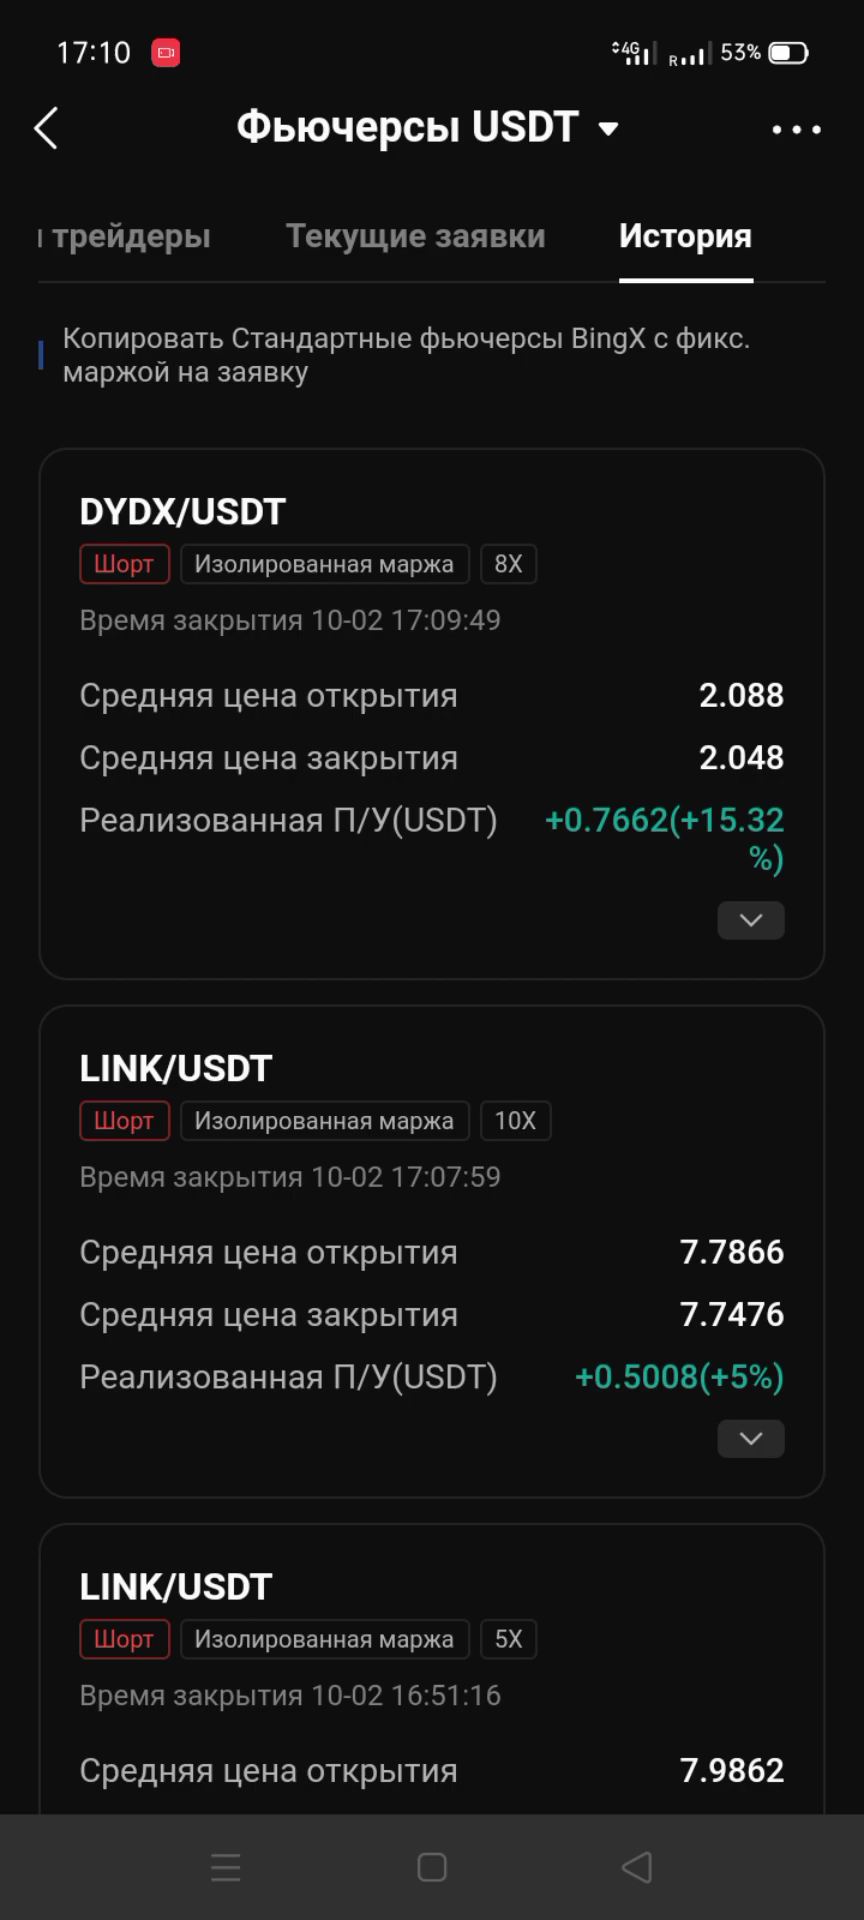 17:10 4G R 53%
Фьючерсы USDT
трейдеры Текущие заявки История
Копировать Стандартные фьючерсы BingX с фикс.
маржой на заявку
DYDX/USDT
Шорт Изолированная маржа 8X
Время закрытия 10-02 17:09:49
Средняя цена открытия 2.088
Средняя цена закрытия 2.048
Реализованная П/У(USDT) +0.7662(+15.32
%)
LINK/USDT
Шорт Изолированная маржа 10X
Время закрытия 10-02 17:07:59
Средняя цена открытия 7.7866
Средняя цена закрытия 7.7476
Реализованная П/У(USDT) +0.5008(+5%)
LINK/USDT
Шорт Изолированная маржа 5X
Время закрытия 10-02 16:51:16
Средняя цена открытия 7.9862